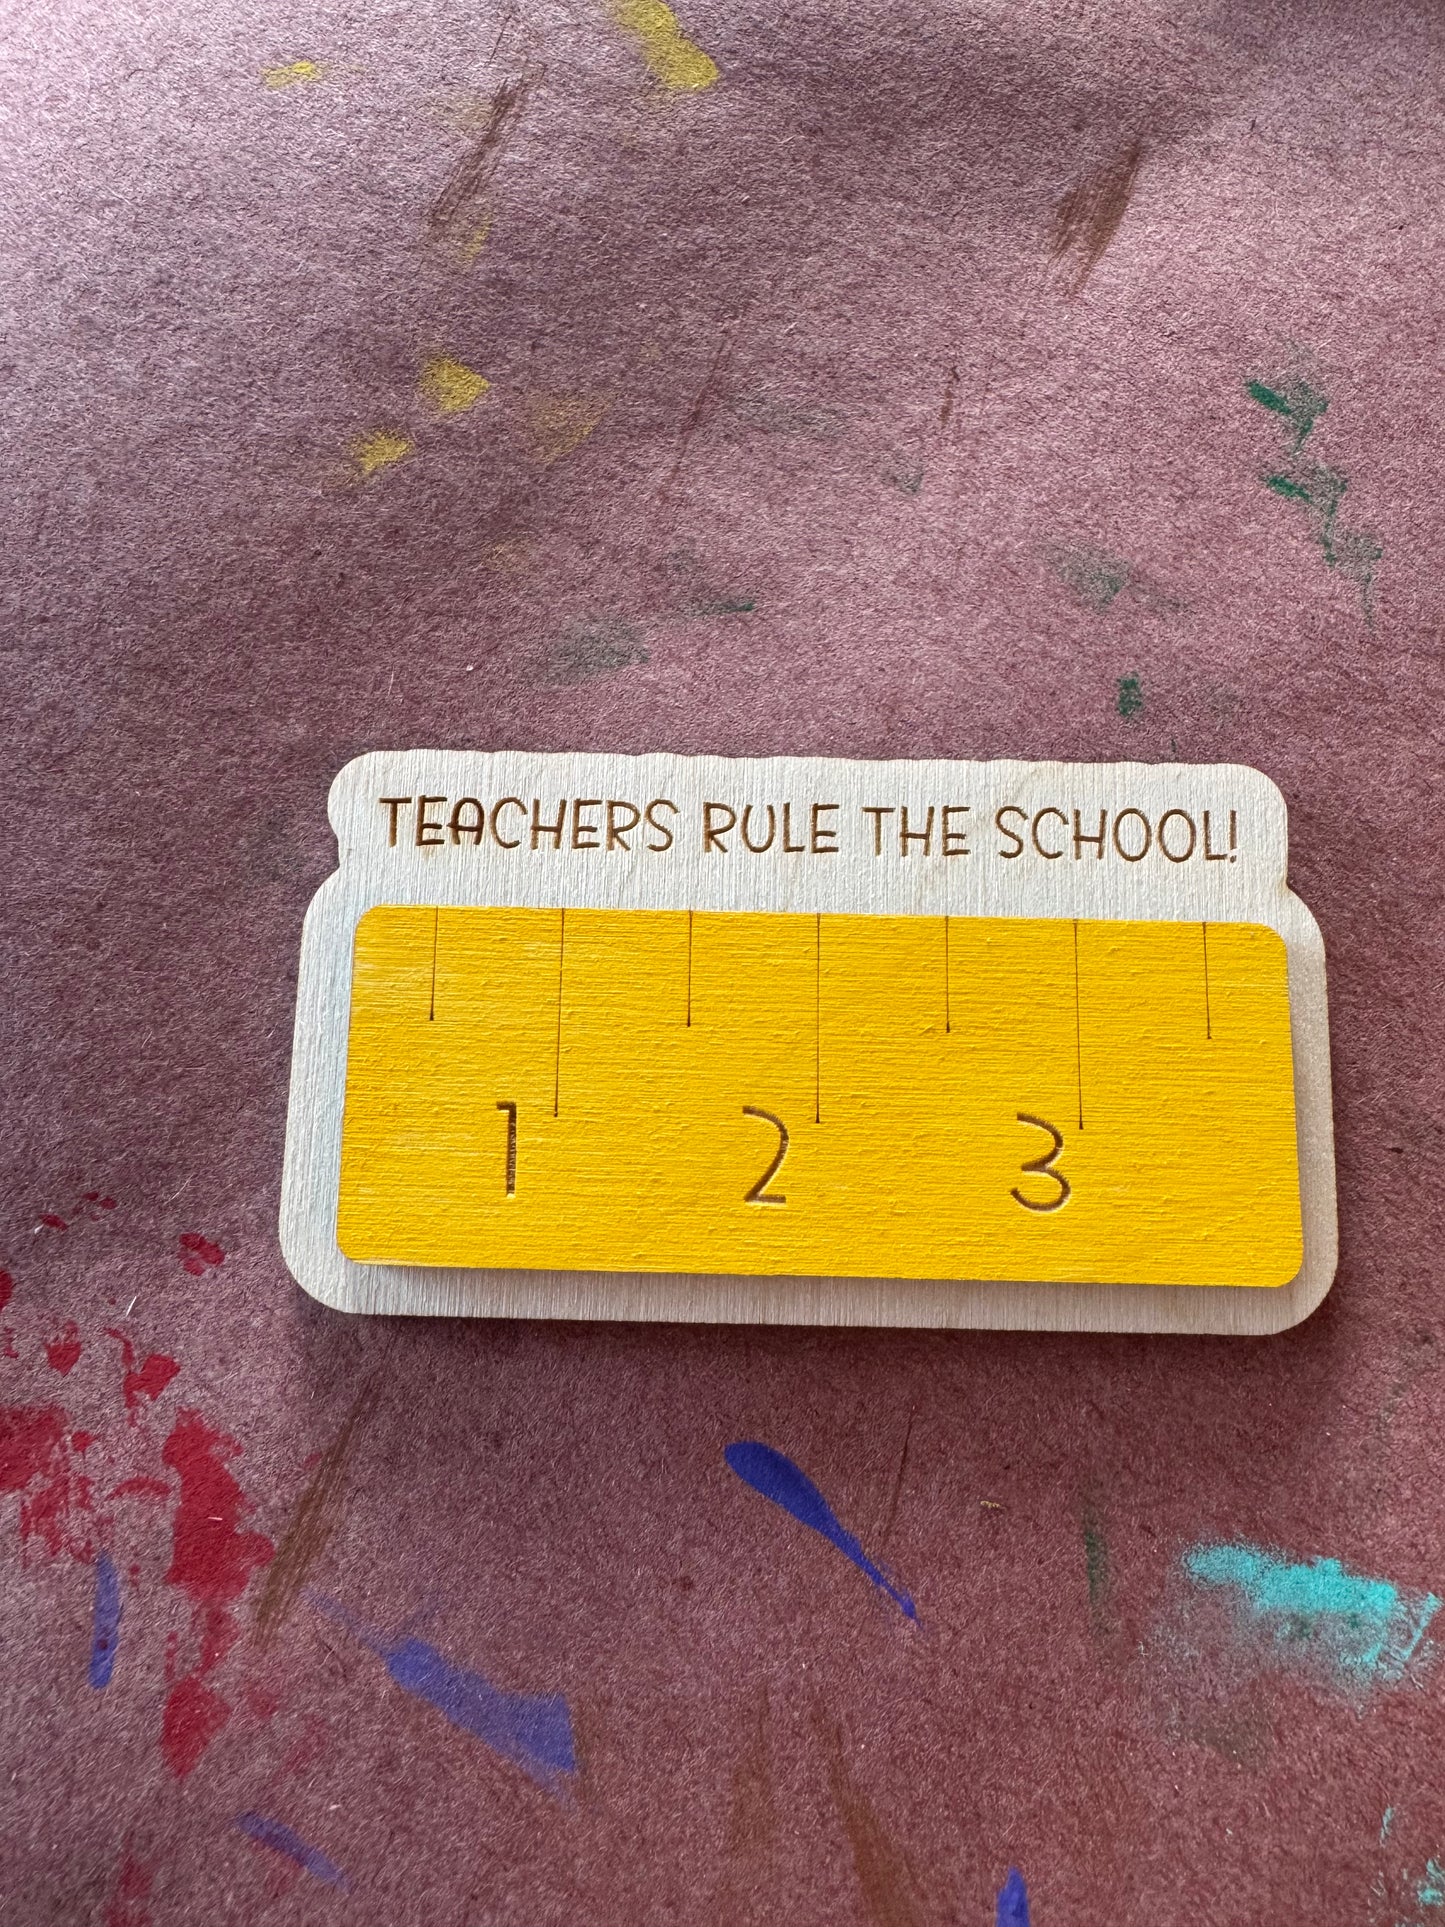 TEACHERS RULE THE SCHOOL!
1 2 3